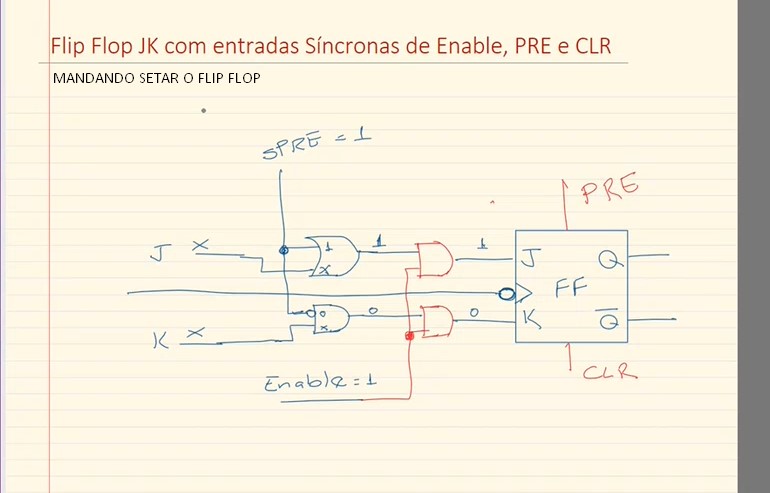 Flip Flop JK com entradas Síncronas de Enable, PRE e CLR
MANDANDO SETAR O FLIP FLOP
SPRE = 1
PRE
J X 1 X 1 1 J Q
FF
K X 0 X 0 0 K Q̅
Enable = 1
CLR